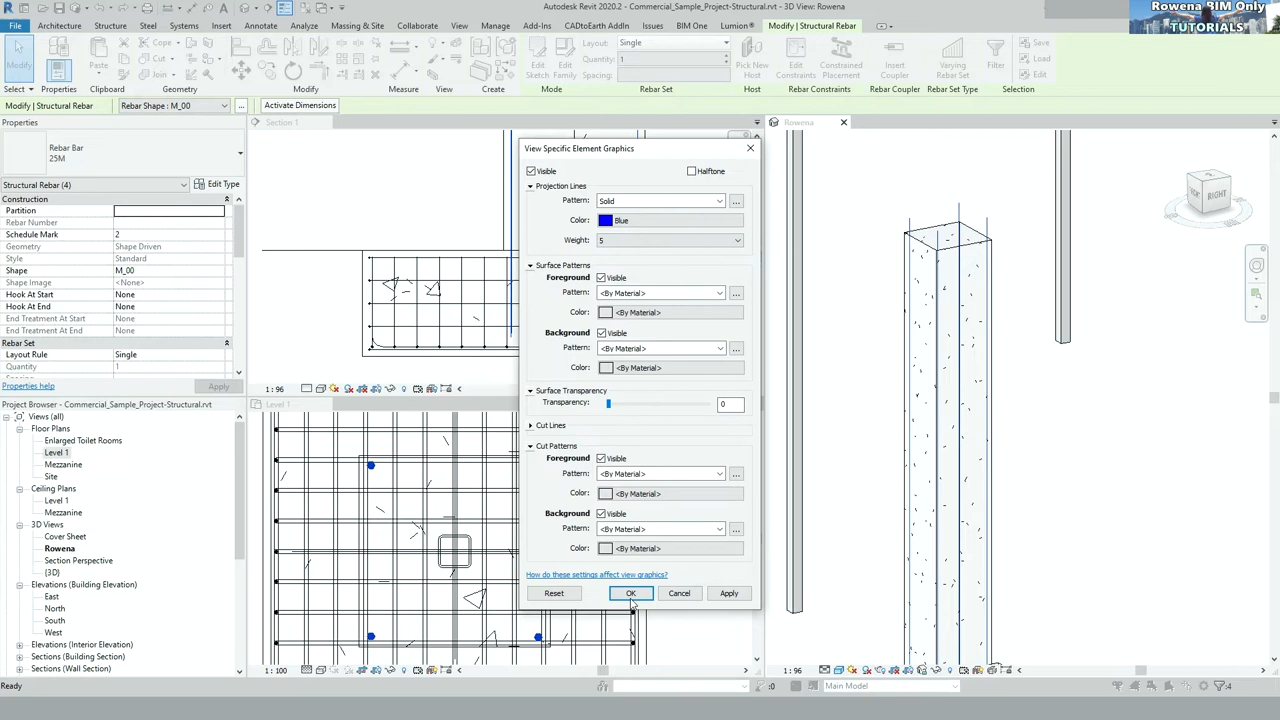 Autodesk Revit 2020.2 - Commercial_Sample_Project-Structural.rvt - 3D View: Rowena
Rowena BIM Only
TUTORIALS
File Architecture Structure Steel Systems Insert Annotate Analyze Massing & Site Collaborate View Manage Add-Ins CADtoEarth AddIn Issues BIM One Lumion® Modify | Structural Rebar
Modify
Paste
Cope
Cut
Join
Edit Sketch
Edit Family
Layout: Single
Quantity: 1
Spacing:
Pick New Host
Edit Constraints
Constrained Placement
Insert Coupler
Varying Rebar Set
Filter
Save
Load
Edit
Select Properties Clipboard Geometry Modify Measure View Create Mode Rebar Set Host Rebar Constraints Rebar Coupler Rebar Set Type Selection
Modify | Structural Rebar Rebar Shape : M_00 ... Activate Dimensions
Properties
Rebar Bar
25M
Structural Rebar (4) Edit Type
Construction
Partition
Rebar Number
Schedule Mark 2
Geometry Shape Driven
Style Standard
Shape M_00
Shape Image <None>
Hook At Start None
Hook At End None
End Treatment At Start None
End Treatment At End None
Rebar Set
Layout Rule Single
Quantity 1
Properties help Apply
Project Browser - Commercial_Sample_Project-Structural.rvt
Views (all)
Floor Plans
Enlarged Toilet Rooms
Level 1
Mezzanine
Site
Ceiling Plans
Level 1
Mezzanine
3D Views
Cover Sheet
Rowena
Section Perspective
{3D}
Elevations (Building Elevation)
East
North
South
West
Elevations (Interior Elevation)
Sections (Building Section)
Sections (Wall Section)
Ready
Section 1
1 : 96
Level 1
1 : 100
View Specific Element Graphics
Visible Halftone
Projection Lines
Pattern: Solid ...
Color: Blue
Weight: 5
Surface Patterns
Foreground Visible
Pattern: <By Material> ...
Color: <By Material>
Background Visible
Pattern: <By Material> ...
Color: <By Material>
Surface Transparency
Transparency: 0
Cut Lines
Cut Patterns
Foreground Visible
Pattern: <By Material> ...
Color: <By Material>
Background Visible
Pattern: <By Material> ...
Color: <By Material>
How do these settings affect view graphics?
Reset OK Cancel Apply
Rowena
RIGHT
1 : 96
:0 Main Model :4